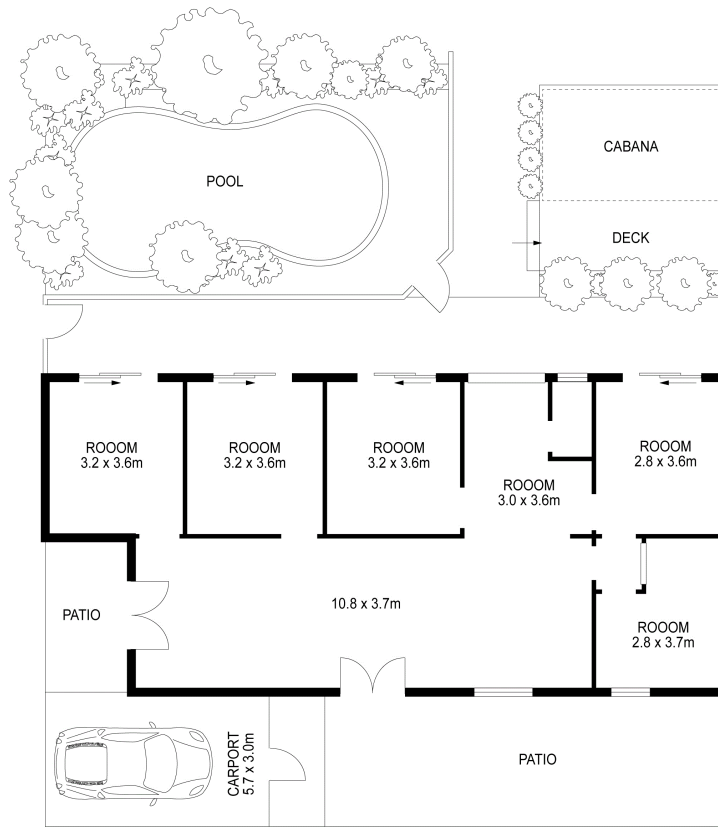 POOL
CABANA
DECK
ROOOM
3.2 x 3.6m
ROOOM
3.2 x 3.6m
ROOOM
3.2 x 3.6m
ROOOM
3.0 x 3.6m
ROOOM
2.8 x 3.6m
PATIO
10.8 x 3.7m
ROOOM
2.8 x 3.7m
CARPORT
5.7 x 3.0m
PATIO